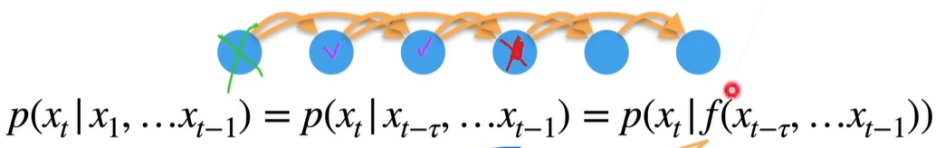 p(x_t|x_1, …x_{t−1}) = p(x_t|x_{t−τ}, …x_{t−1}) = p(x_t|f(x_{t−τ}, …x_{t−1}))